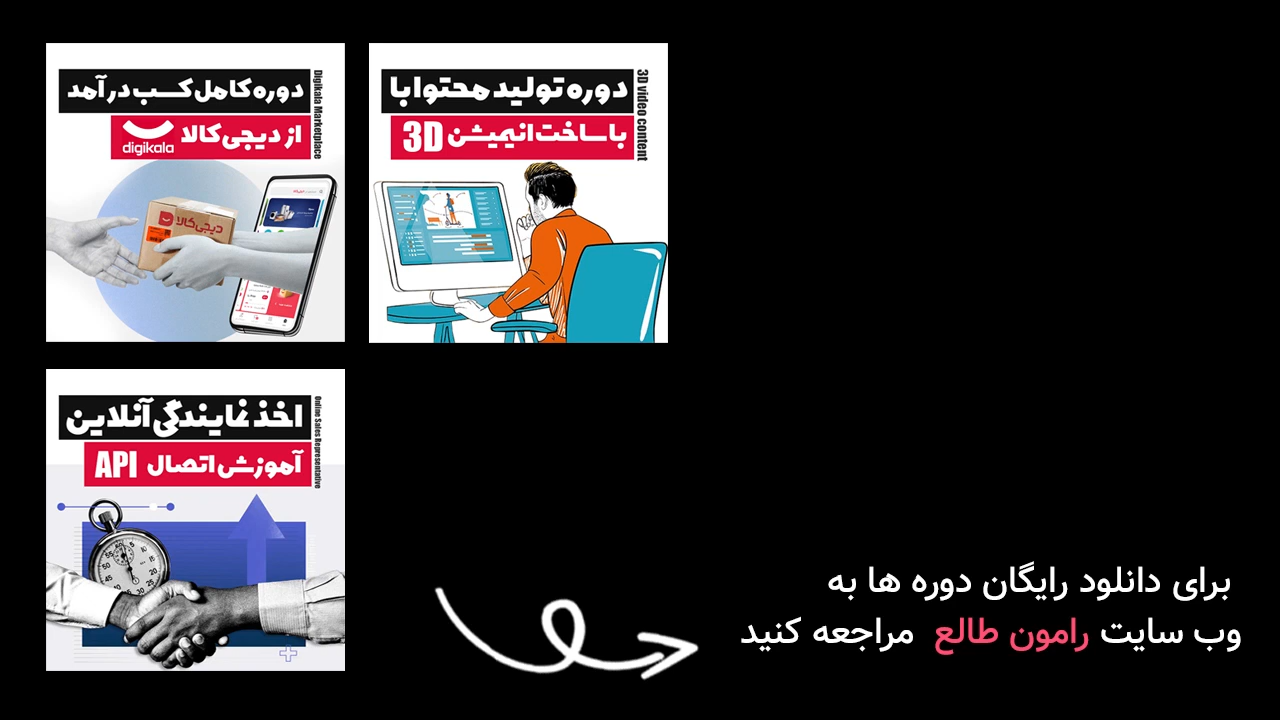 دوره کامل کسب درآمد
از دیجی‌کالا digikala
Digikala Marketplace
دیجی‌کالا
دوره تولید محتوا با
با ساخت انیمیشن 3D
3D video content
اخذ نمایندگی آنلاین
آموزش اتصال API
Online Sales Representative
برای دانلود رایگان دوره ها به
وب سایت رامون طالع مراجعه کنید